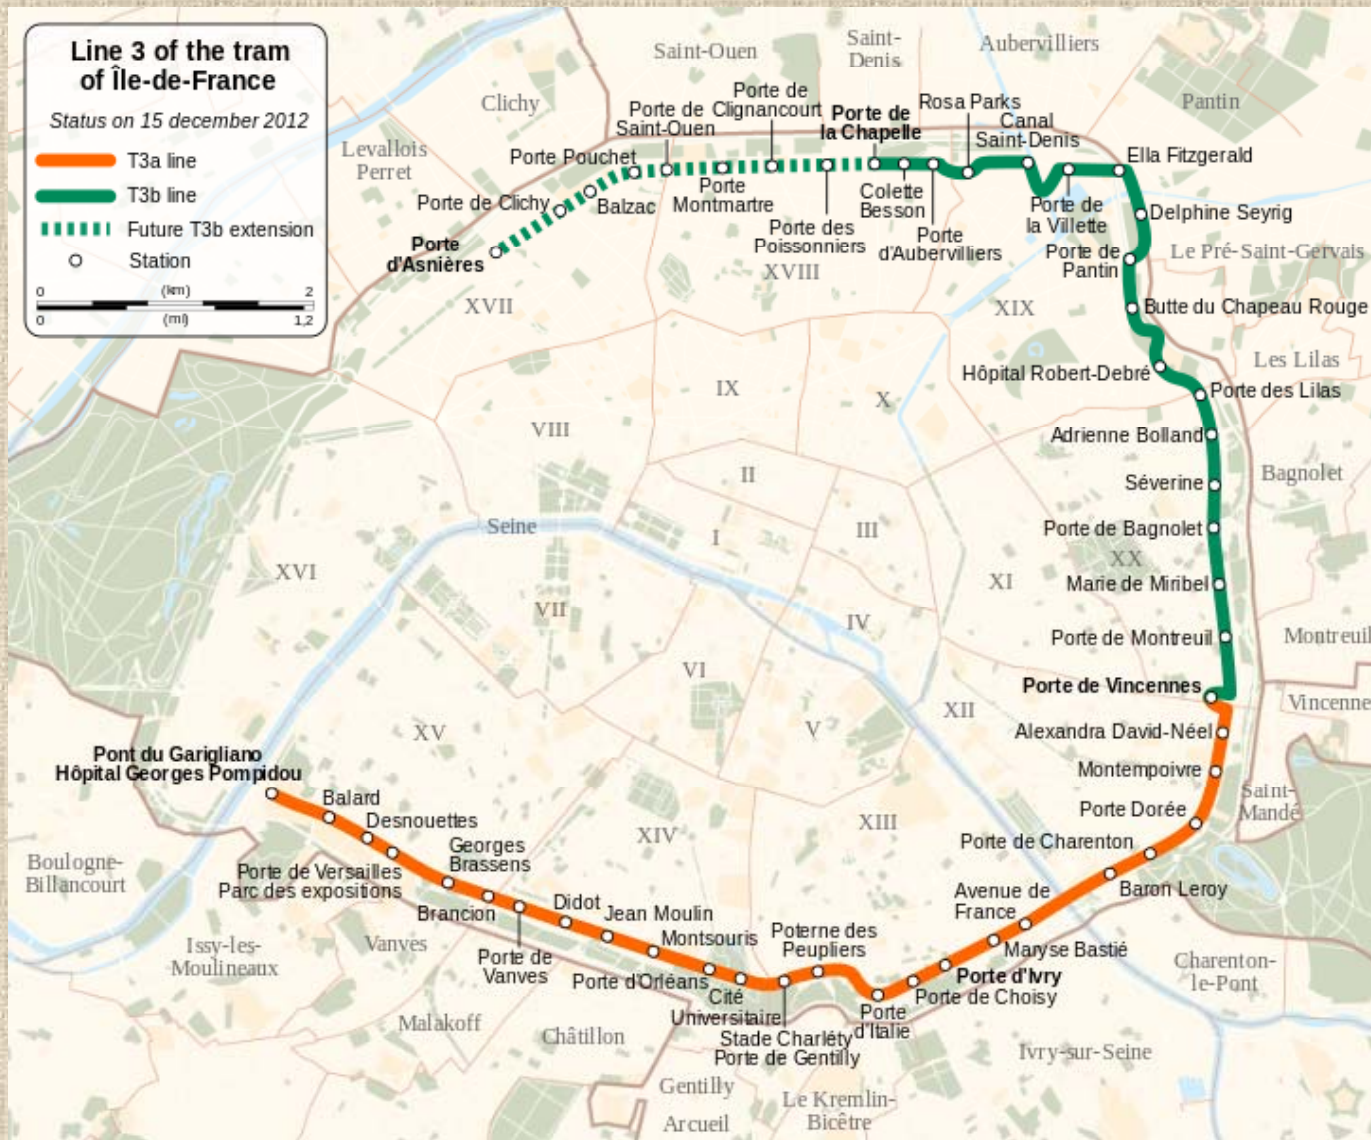 Line 3 of the tram
of Île-de-France
Status on 15 december 2012
T3a line
T3b line
Future T3b extension
Station
0 (km) 2
0 (ml) 1,2
Saint-Ouen
Saint-
Denis
Aubervilliers
Pantin
Clichy
Levallois
Perret
Porte de
Saint-Ouen
Porte de
Clignancourt
Porte de
la Chapelle
Rosa Parks
Canal
Saint-Denis
Ella Fitzgerald
Porte Pouchet
Porte de Clichy
Balzac
Porte
Montmartre
Porte des
Poissonniers
Colette
Besson
Porte
d'Aubervilliers
Porte de
la Villette
Delphine Seyrig
Porte
d'Asnières
Porte de
Pantin
Le Pré-Saint-Gervais
XVII
XVIII
XIX
Butte du Chapeau Rouge
Les Lilas
Hôpital Robert-Debré
Porte des Lilas
IX
X
VIII
Adrienne Bolland
II
Bagnolet
Séverine
Seine
I
III
Porte de Bagnolet
XX
XVI
XI
Marie de Miribel
VII
IV
Porte de Montreuil
Montreuil
VI
Porte de Vincennes
Vincenne
XII
V
XV
Alexandra David-Néel
Pont du Garigliano
Hôpital Georges Pompidou
Montempoivre
Saint-
Mandé
Balard
Desnouettes
Porte Dorée
XIV
XIII
Porte de Charenton
Georges
Brassens
Boulogne-
Billancourt
Porte de Versailles
Parc des expositions
Baron Leroy
Brancion
Didot
Jean Moulin
Avenue de
France
Montsouris
Poterne des
Peupliers
Maryse Bastié
Issy-les-
Moulineaux
Vanves
Porte de
Vanves
Porte d'Orléans
Porte d'Ivry
Charenton-
le-Pont
Cité
Universitaire
Porte de Choisy
Malakoff
Châtillon
Stade Charléty
Porte de Gentilly
Porte
d'Italie
Ivry-sur-Seine
Gentilly
Le Kremlin-
Bicêtre
Arcueil